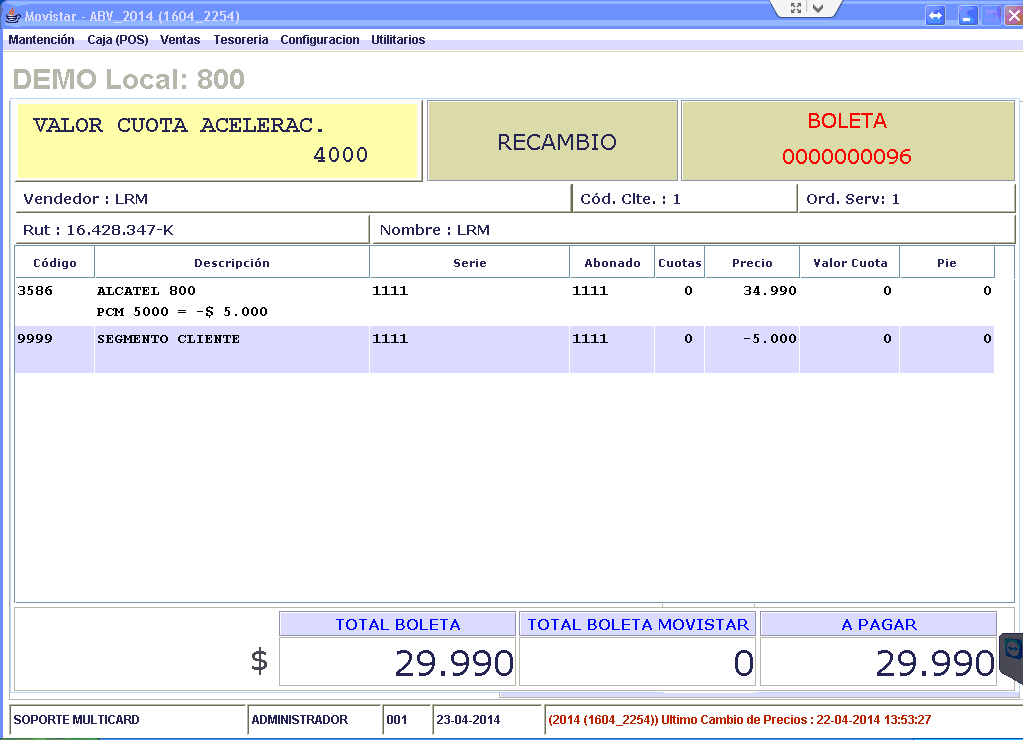 Movistar - ABV_2014 (1604_2254)
Mantención Caja (POS) Ventas Tesoreria Configuracion Utilitarios
DEMO Local: 800
VALOR CUOTA ACELERAC.
4000
RECAMBIO
BOLETA
0000000096
Vendedor : LRM Cód. Clte. : 1 Ord. Serv: 1
Rut : 16.428.347-K Nombre : LRM
Código Descripción Serie Abonado Cuotas Precio Valor Cuota Pie
3586 ALCATEL 800 1111 1111 0 34.990 0 0
PCM 5000 = -$ 5.000
9999 SEGMENTO CLIENTE 1111 1111 0 -5.000 0 0
TOTAL BOLETA TOTAL BOLETA MOVISTAR A PAGAR
$ 29.990 0 29.990
SOPORTE MULTICARD ADMINISTRADOR 001 23-04-2014 (2014 (1604_2254)) Ultimo Cambio de Precios : 22-04-2014 13:53:27